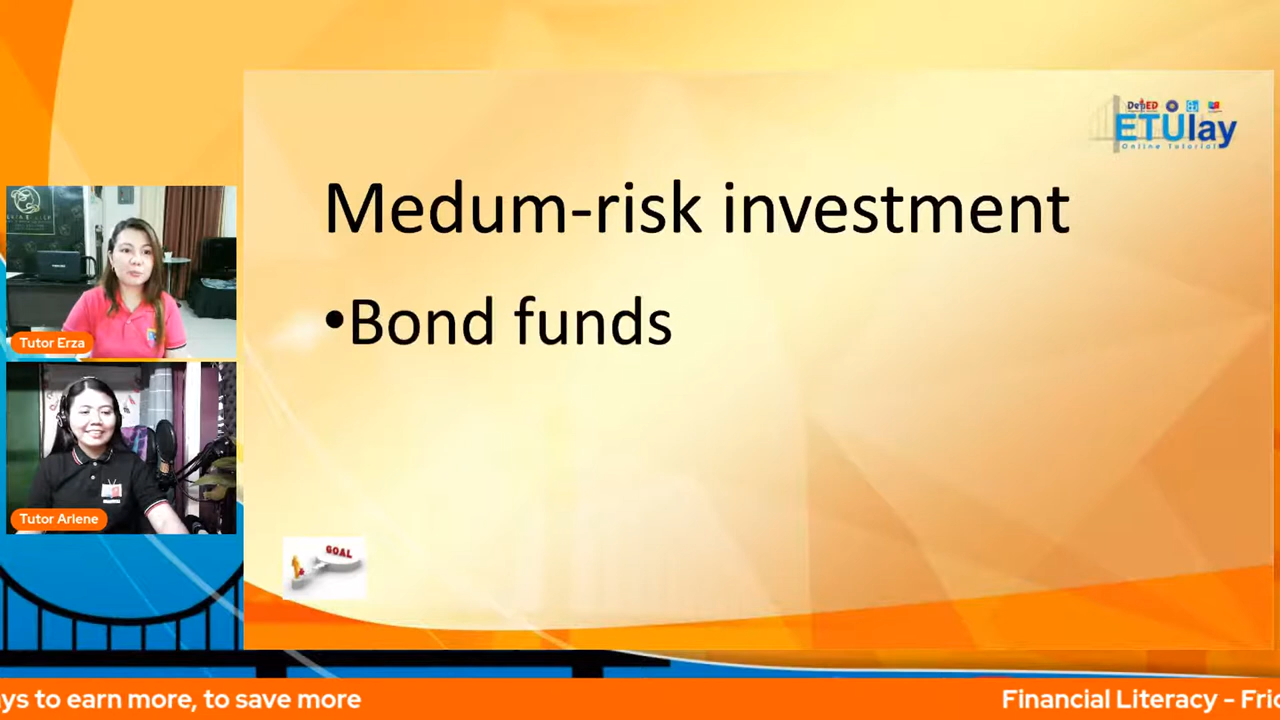 DepED
ETUlay
Online Tutorial
Medum-risk investment
•Bond funds
Tutor Erza
Tutor Arlene
GOAL
ys to earn more, to save more
Financial Literacy - Fri